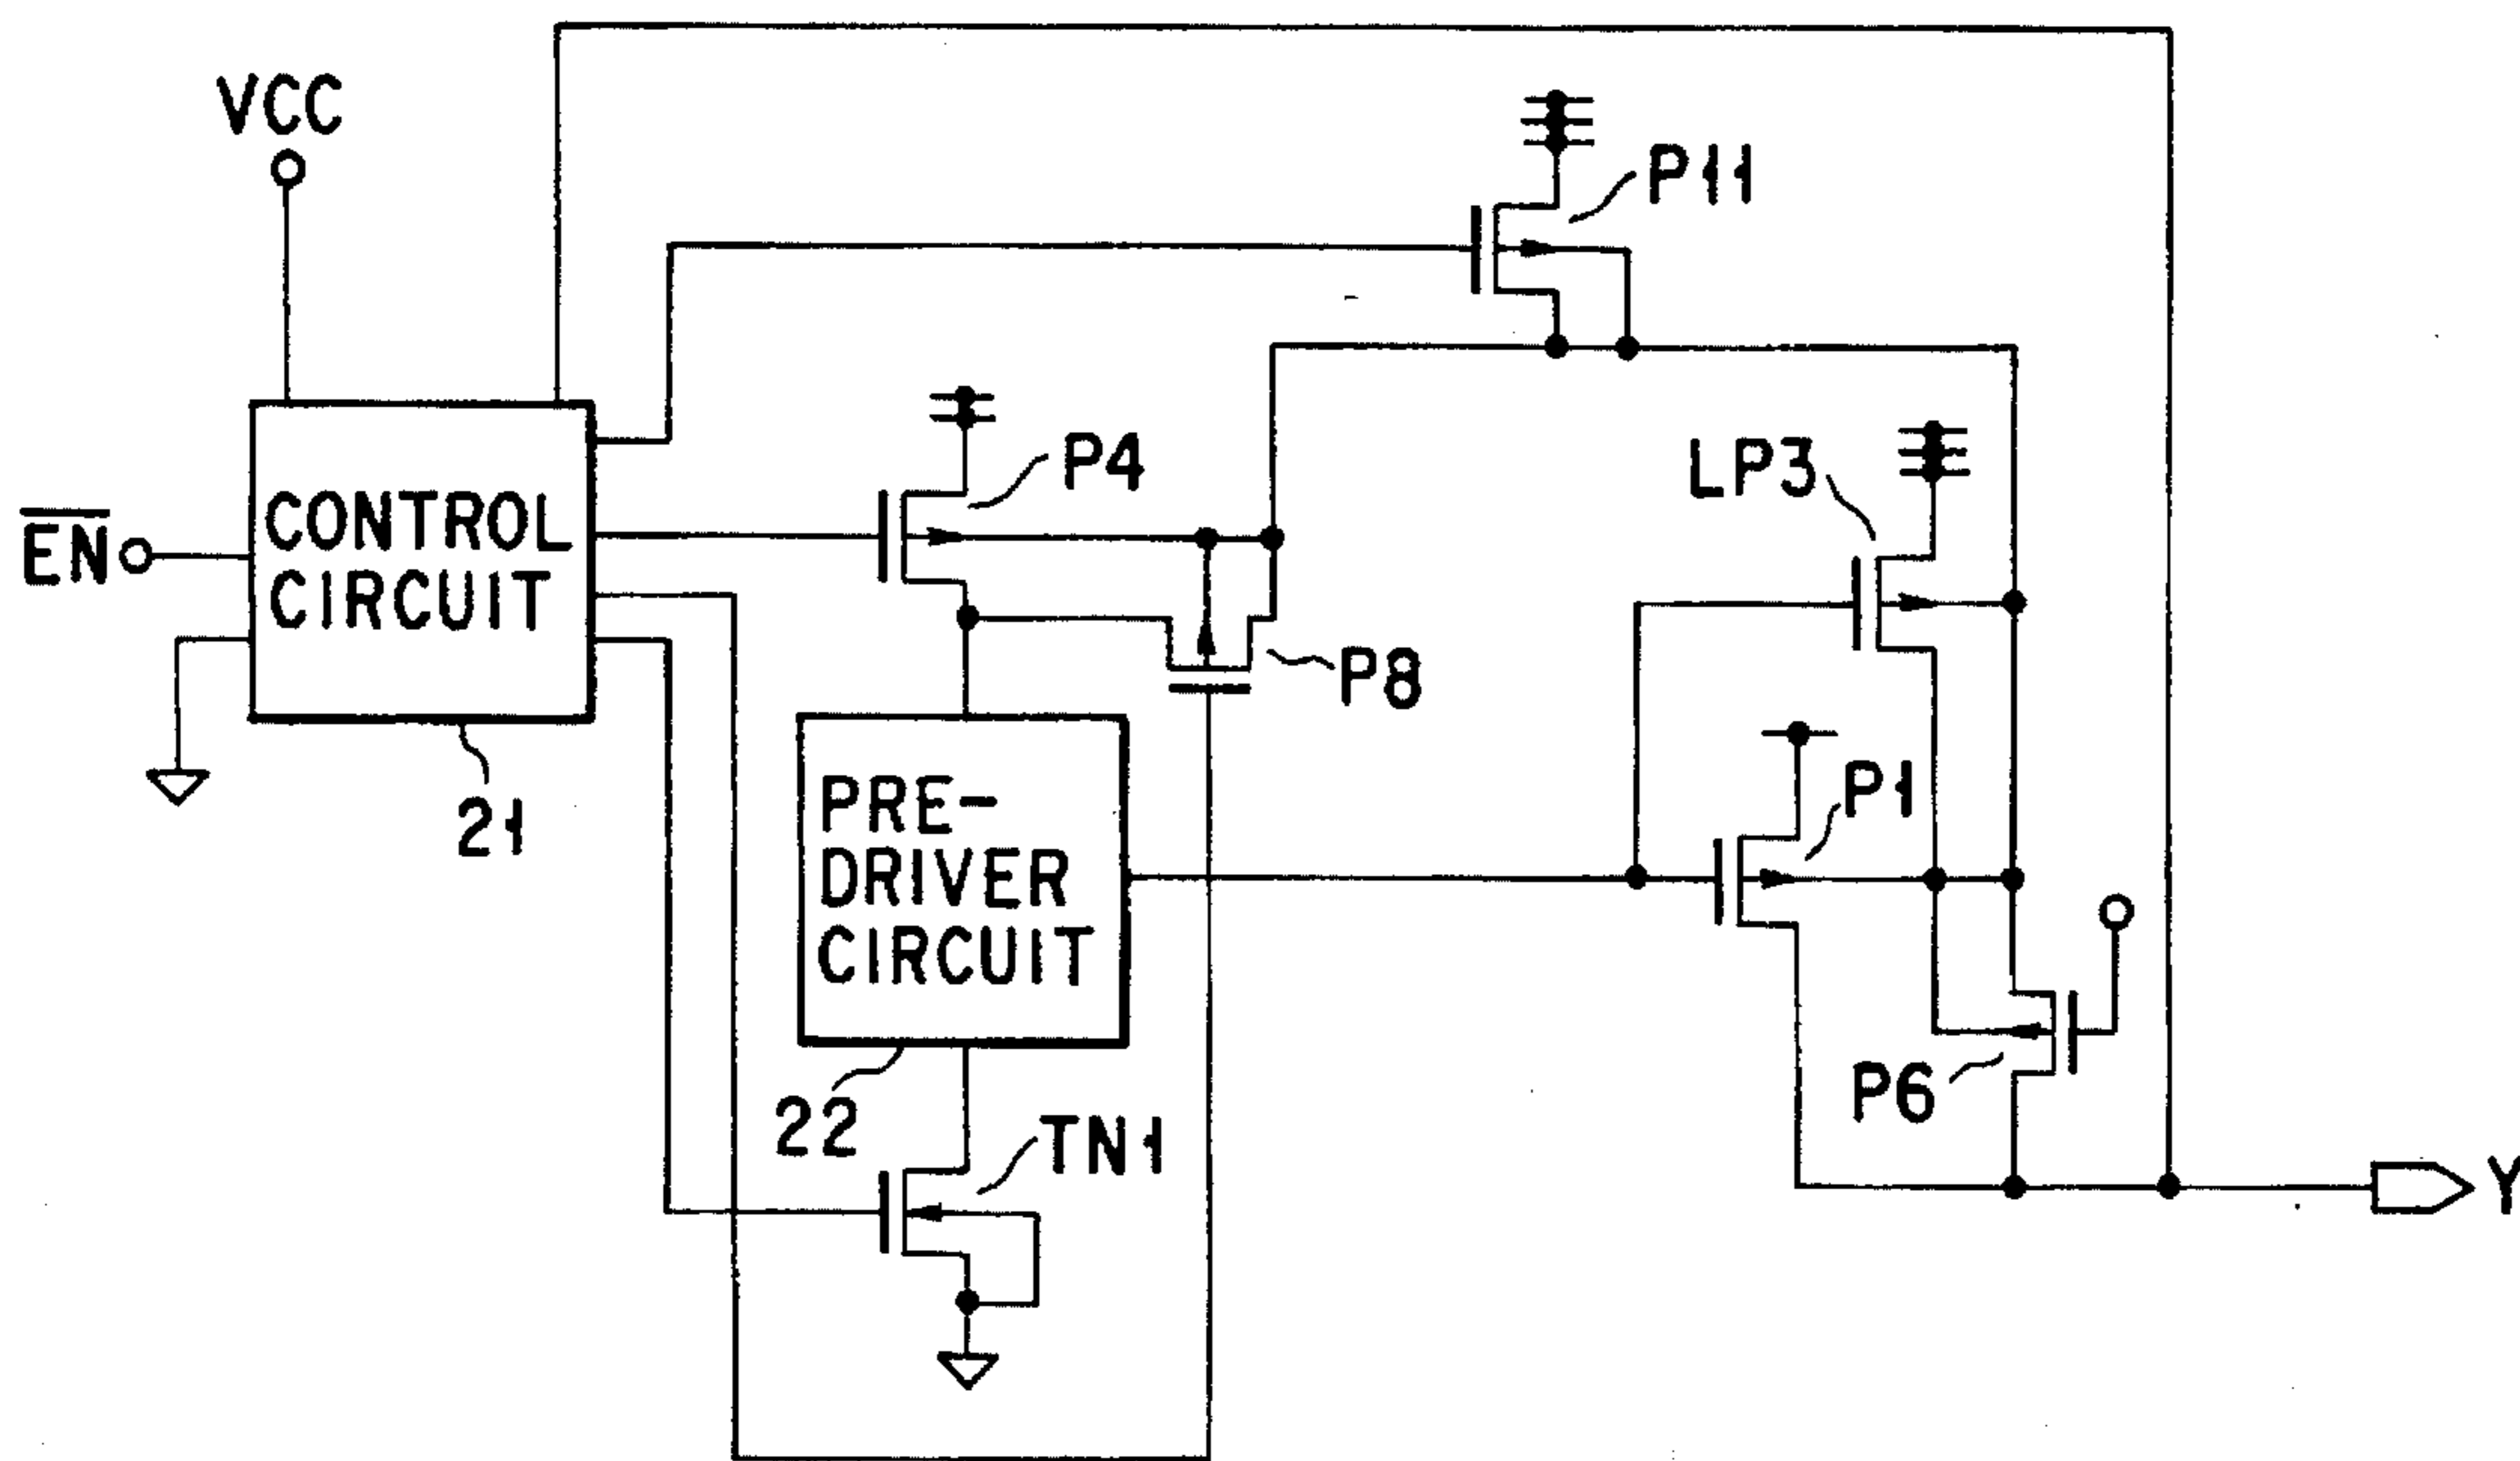 VCC
P11
P4
LP3
EN
CONTROL
CIRCUIT
P8
P1
21
PRE-
DRIVER
CIRCUIT
P6
22
TN1
Y